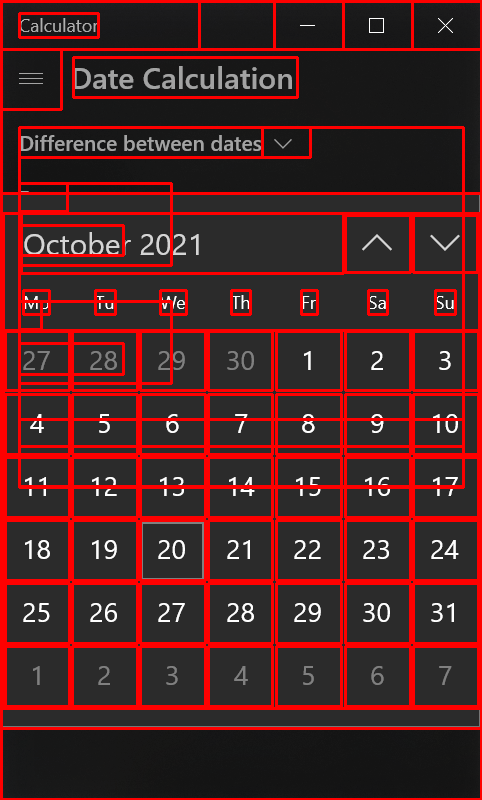 Calculator
Date Calculation
Difference between dates
October 2021
Mo Tu We Th Fr Sa Su
27 28 29 30 1 2 3
4 5 6 7 8 9 10
11 12 13 14 15 16 17
18 19 20 21 22 23 24
25 26 27 28 29 30 31
1 2 3 4 5 6 7